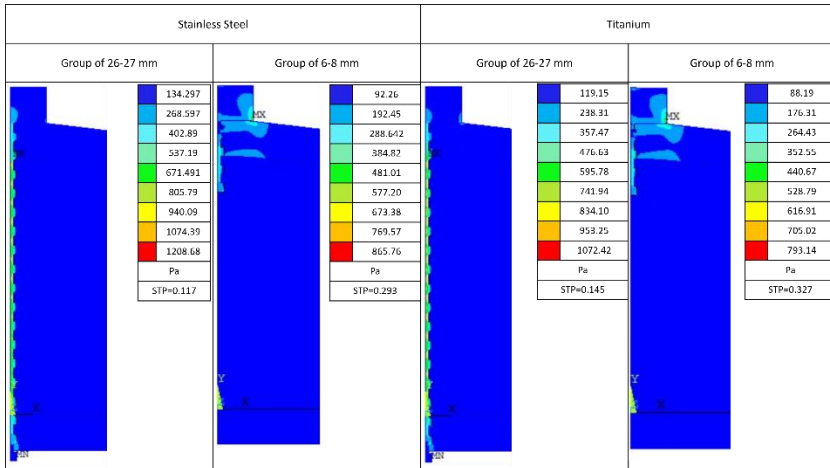 Stainless Steel
Titanium
Group of 26-27 mm
Group of 6-8 mm
Group of 26-27 mm
Group of 6-8 mm
134.297
268.597
402.89
537.19
671.491
805.79
940.09
1074.39
1208.68
Pa
STP=0.117
MX
Y
X
MN
92.26
192.45
288.642
384.82
481.01
577.20
673.38
769.57
865.76
Pa
STP=0.293
MX
Y
X
119.15
238.31
357.47
476.63
595.78
741.94
834.10
953.25
1072.42
Pa
STP=0.145
MX
Y
X
MN
88.19
176.31
264.43
352.55
440.67
528.79
616.91
705.02
793.14
Pa
STP=0.327
MX
Y
X